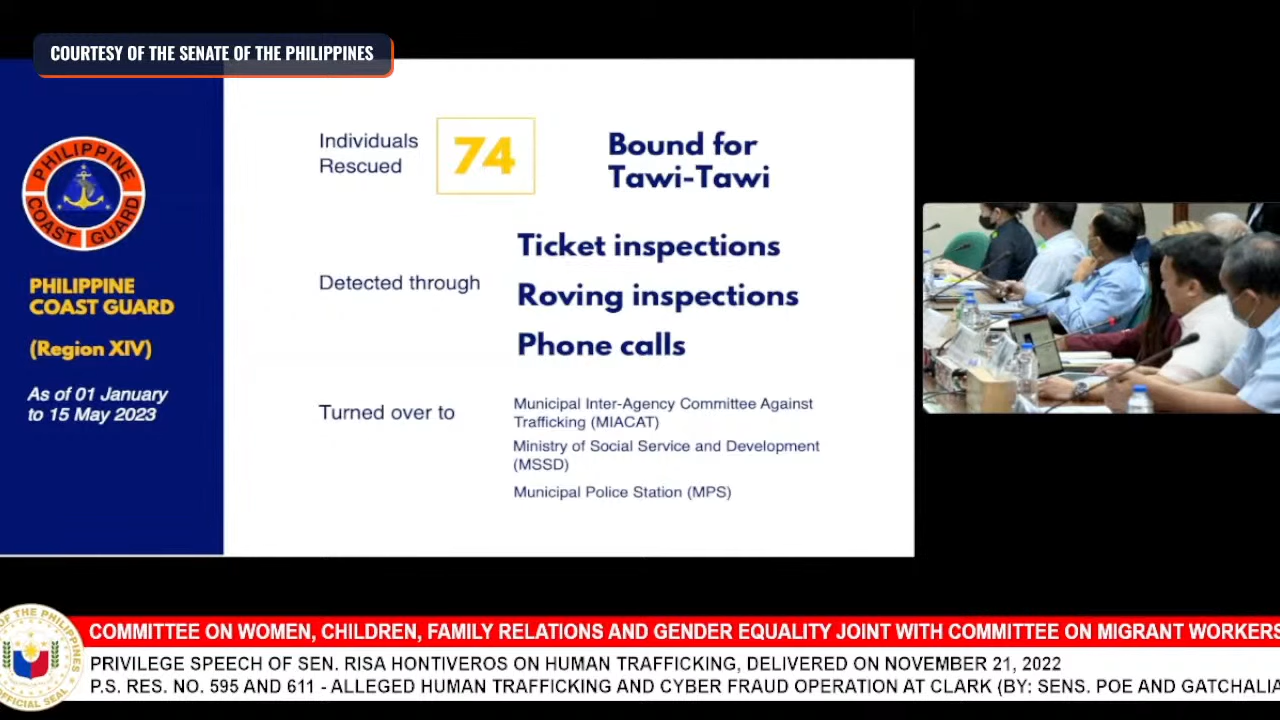 COURTESY OF THE SENATE OF THE PHILIPPINES
PHILIPPINE
COAST GUARD
PHILIPPINE
COAST GUARD
(Region XIV)
As of 01 January
to 15 May 2023
Individuals
Rescued
74
Bound for
Tawi-Tawi
Detected through
Ticket inspections
Roving inspections
Phone calls
Turned over to
Municipal Inter-Agency Committee Against
Trafficking (MIACAT)
Ministry of Social Service and Development
(MSSD)
Municipal Police Station (MPS)
OF THE PHILIPPINES
OFFICIAL SEAL
COMMITTEE ON WOMEN, CHILDREN, FAMILY RELATIONS AND GENDER EQUALITY JOINT WITH COMMITTEE ON MIGRANT WORKERS
PRIVILEGE SPEECH OF SEN. RISA HONTIVEROS ON HUMAN TRAFFICKING, DELIVERED ON NOVEMBER 21, 2022
P.S. RES. NO. 595 AND 611 - ALLEGED HUMAN TRAFFICKING AND CYBER FRAUD OPERATION AT CLARK (BY: SENS. POE AND GATCHALIA